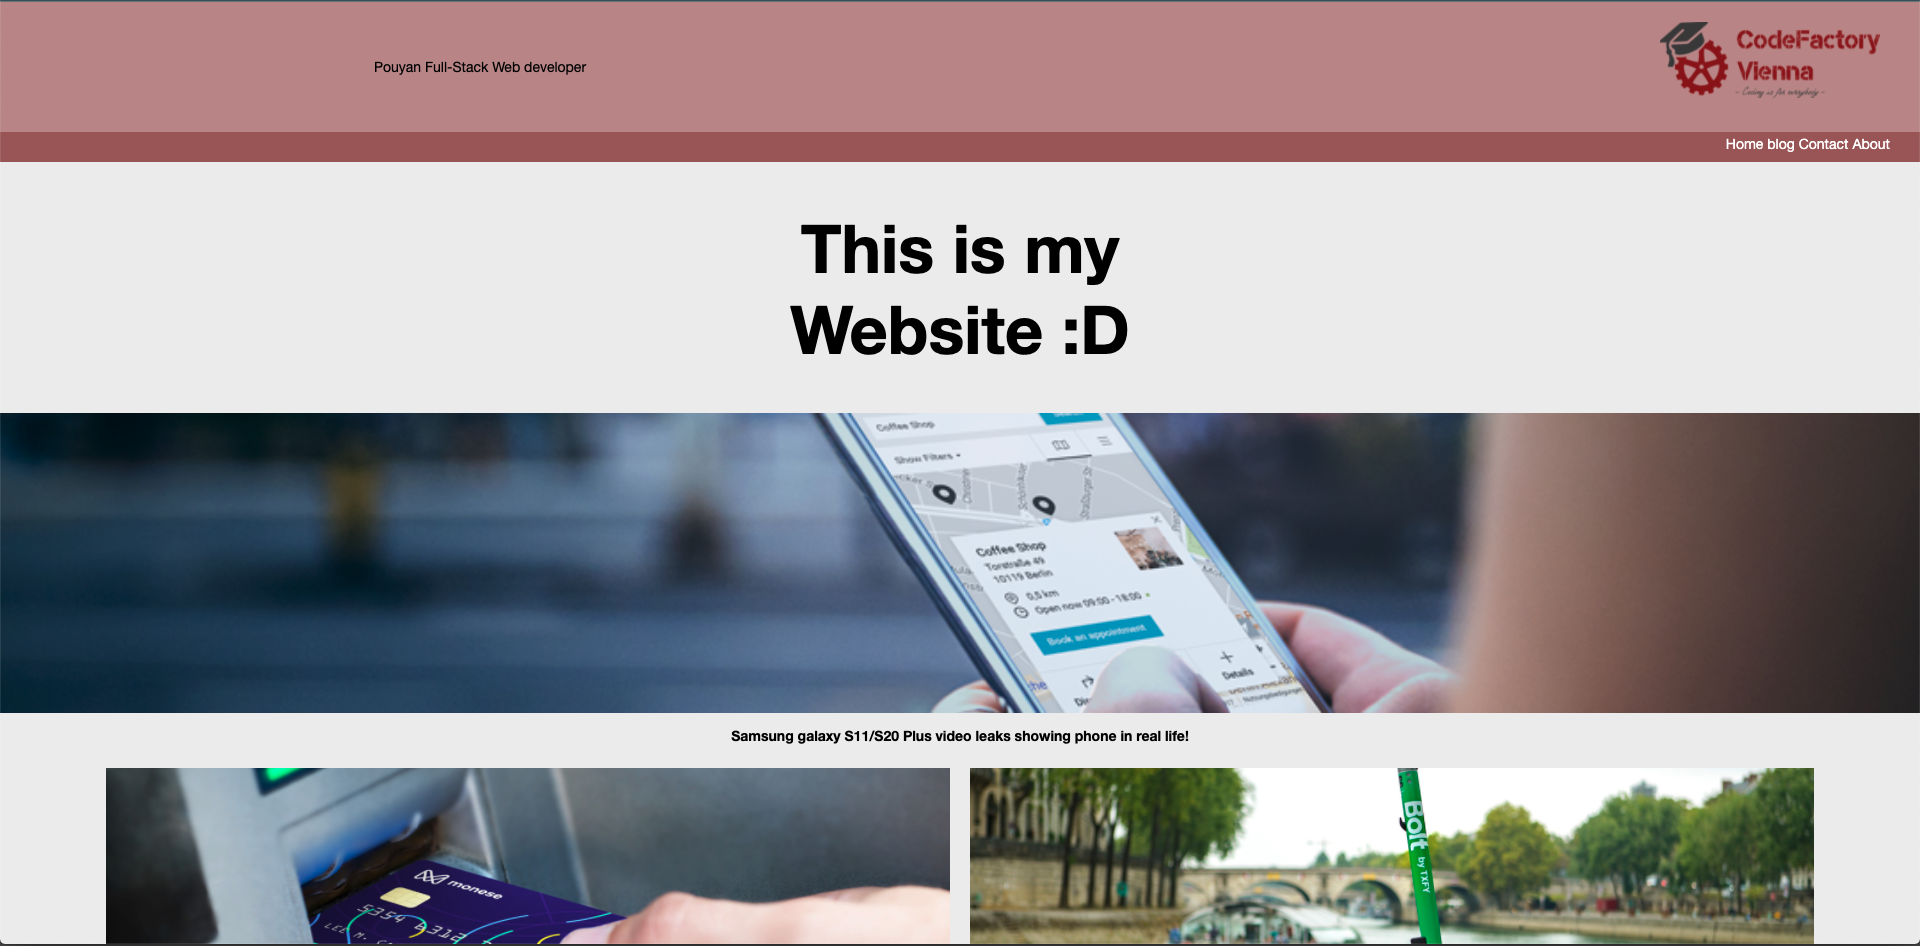 Pouyan Full-Stack Web developer
CodeFactory
Vienna
- Coding is for everybody -
Home blog Contact About
This is my
Website :D
Coffee Shop
Show Filters
Coffee Shop
Torstraße 49
10119 Berlin
0,5 km
Open now 09:00 - 18:00
Book an appointment
Details
Samsung galaxy S11/S20 Plus video leaks showing phone in real life!
monese
5354
Bolt
by TXFY